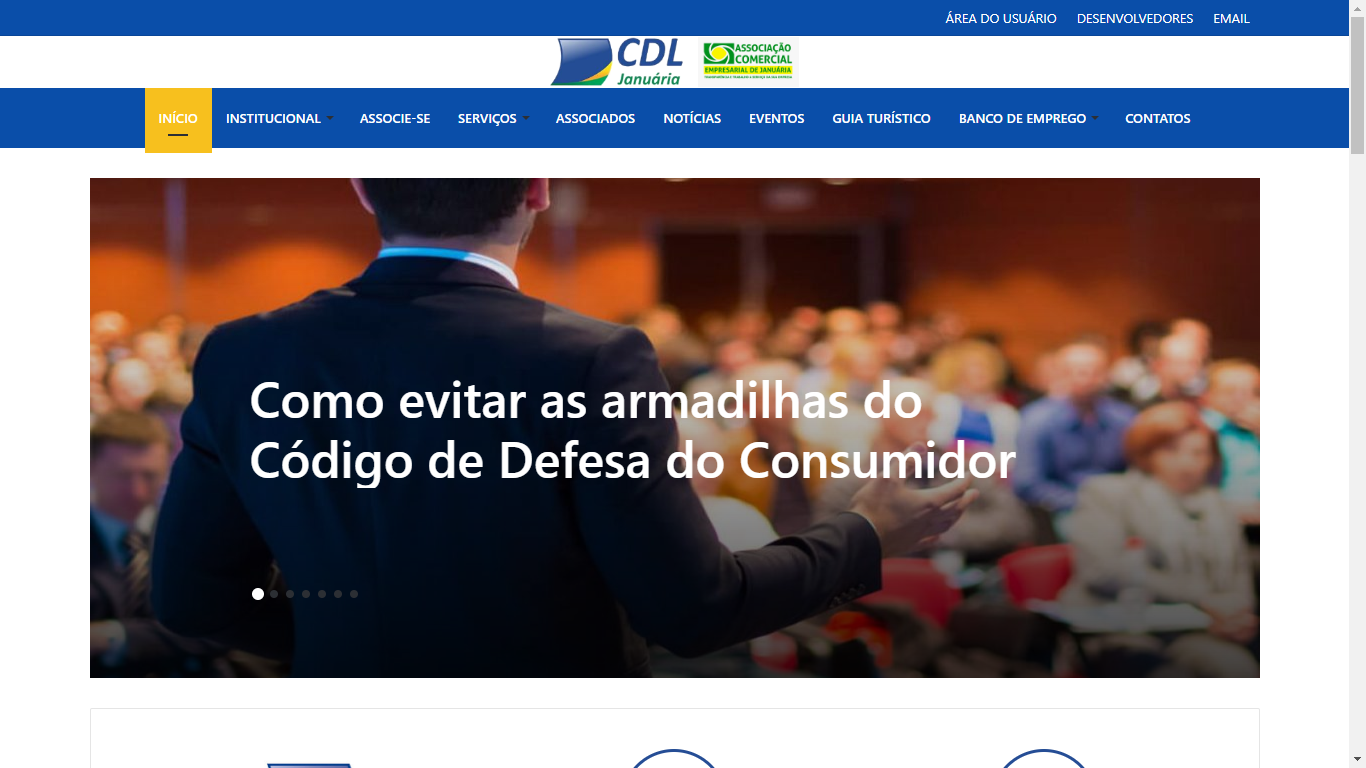 ÁREA DO USUÁRIO DESENVOLVEDORES EMAIL
CDL
Januária
ASSOCIAÇÃO
COMERCIAL
EMPRESARIAL DE JANUÁRIA
INÍCIO INSTITUCIONAL ASSOCIE-SE SERVIÇOS ASSOCIADOS NOTÍCIAS EVENTOS GUIA TURÍSTICO BANCO DE EMPREGO CONTATOS
Como evitar as armadilhas do
Código de Defesa do Consumidor